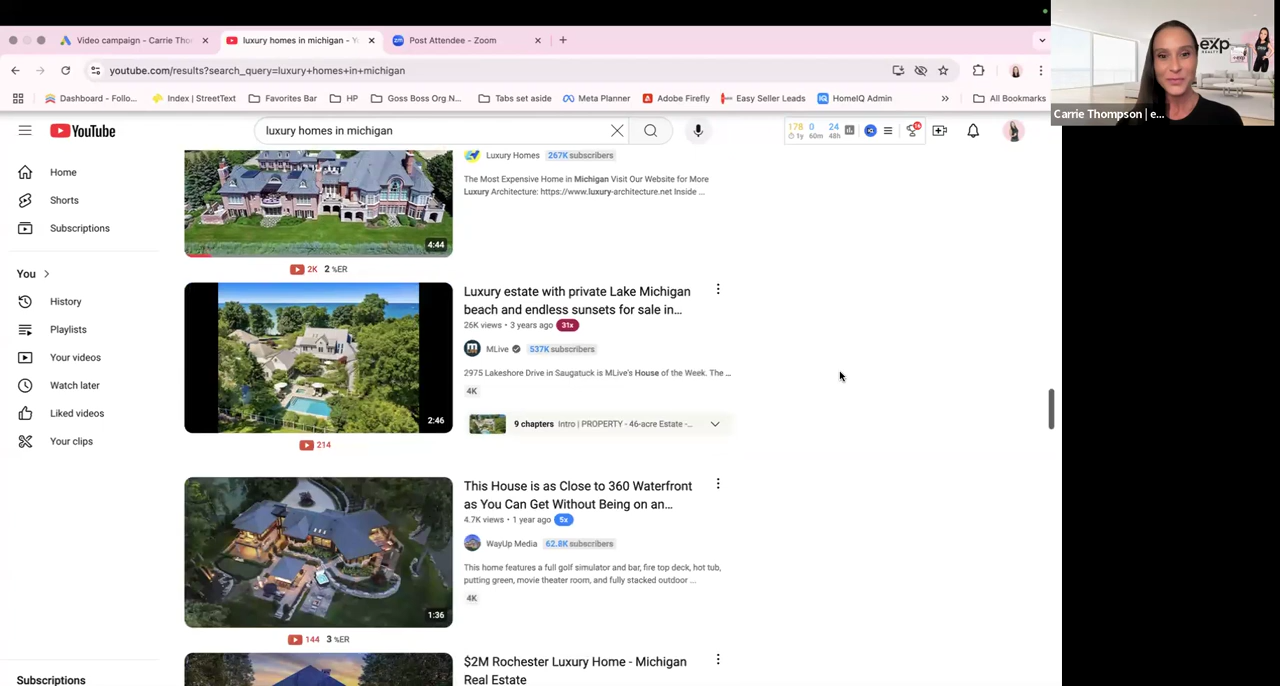 Video campaign - Carrie Tho
luxury homes in michigan - Y
Post Attendee - Zoom
youtube.com/results?search_query=luxury+homes+in+michigan
Dashboard - Follo...
Index | StreetText
Favorites Bar
HP
Goss Boss Org N...
Tabs set aside
Meta Planner
Adobe Firefly
Easy Seller Leads
HomeIQ Admin
»
All Bookmarks
exp
Carrie Thompson | e...
YouTube
luxury homes in michigan
178 0 24
1y 60m 48h
Home
Shorts
Subscriptions
You
History
Playlists
Your videos
Watch later
Liked videos
Your clips
Subscriptions
Luxury Homes 267K subscribers
The Most Expensive Home in Michigan Visit Our Website for More
Luxury Architecture: https://www.luxury-architecture.net Inside ...
4:44
2K 2 %ER
Luxury estate with private Lake Michigan
beach and endless sunsets for sale in...
26K views • 3 years ago 31x
MLive 537K subscribers
2975 Lakeshore Drive in Saugatuck is MLive's House of the Week. The ...
4K
2:46
9 chapters Intro | PROPERTY - 46-acre Estate -...
214
This House is as Close to 360 Waterfront
as You Can Get Without Being on an...
4.7K views • 1 year ago 5x
WayUp Media 62.8K subscribers
This home features a full golf simulator and bar, fire top deck, hot tub,
putting green, movie theater room, and fully stacked outdoor ...
4K
1:36
144 3 %ER
$2M Rochester Luxury Home - Michigan
Real Estate